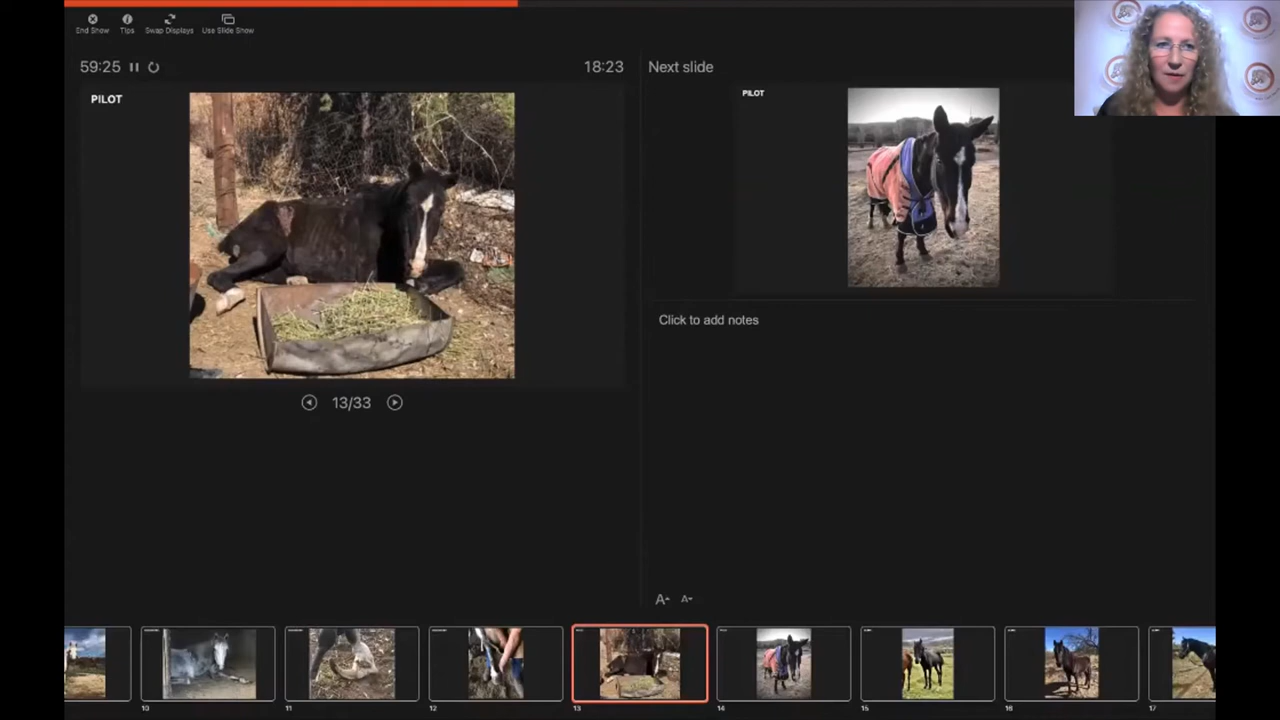 End Show
Tips
Swap Displays
Use Slide Show
59:25
18:23
Next slide
PILOT
PILOT
Click to add notes
13/33
A
A
10
11
12
13
14
15
16
17